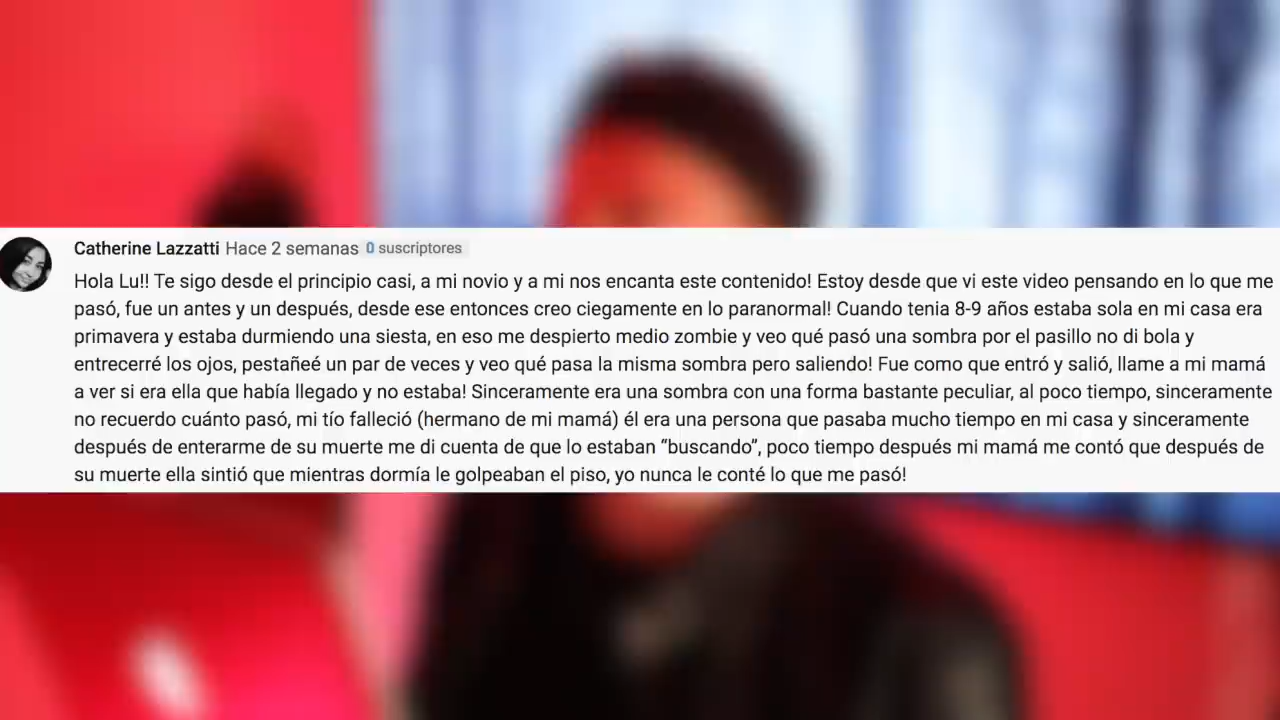 Catherine Lazzatti Hace 2 semanas 0 suscriptores
Hola Lu!! Te sigo desde el principio casi, a mi novio y a mi nos encanta este contenido! Estoy desde que vi este video pensando en lo que me
pasó, fue un antes y un después, desde ese entonces creo ciegamente en lo paranormal! Cuando tenia 8-9 años estaba sola en mi casa era
primavera y estaba durmiendo una siesta, en eso me despierto medio zombie y veo qué pasó una sombra por el pasillo no di bola y
entrecerré los ojos, pestañeé un par de veces y veo qué pasa la misma sombra pero saliendo! Fue como que entró y salió, llame a mi mamá
a ver si era ella que había llegado y no estaba! Sinceramente era una sombra con una forma bastante peculiar, al poco tiempo, sinceramente
no recuerdo cuánto pasó, mi tío falleció (hermano de mi mamá) él era una persona que pasaba mucho tiempo en mi casa y sinceramente
después de enterarme de su muerte me di cuenta de que lo estaban “buscando”, poco tiempo después mi mamá me contó que después de
su muerte ella sintió que mientras dormía le golpeaban el piso, yo nunca le conté lo que me pasó!